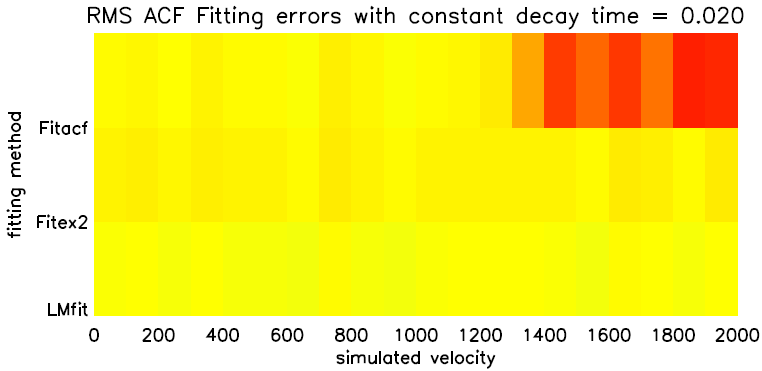 RMS ACF Fitting errors with constant decay time = 0.020
fitting method
Fitacf
Fitex2
LMfit
0 200 400 600 800 1000 1200 1400 1600 1800 2000
simulated velocity